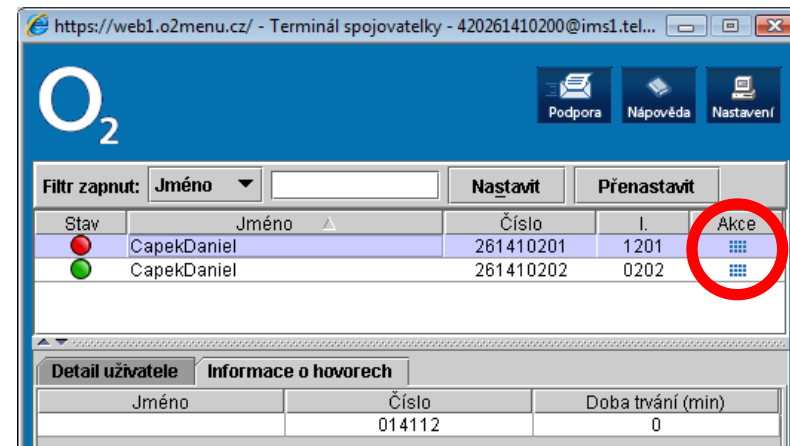 https://web1.o2menu.cz/ - Terminál spojovatelky - 420261410200@ims1.tel...
O2
Podpora Nápověda Nastavení
Filtr zapnut: Jméno Nastavit Přenastavit
Stav Jméno Číslo I. Akce
CapekDaniel 261410201 1201
CapekDaniel 261410202 0202
Detail uživatele Informace o hovorech
Jméno Číslo Doba trvání (min)
014112 0